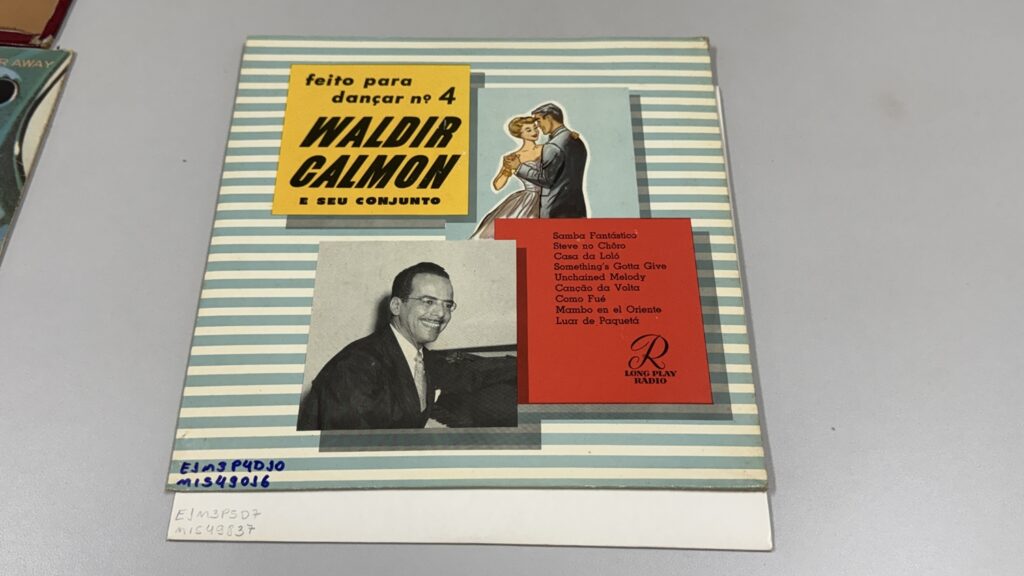 R AWAY
feito para
dançar nº 4
WALDIR
CALMON
E SEU CONJUNTO
Samba Fantástico
Steve no Chôro
Casa da Loló
Something's Gotta Give
Unchained Melody
Canção da Volta
Como Fué
Mambo en el Oriente
Luar de Paquetá
R
LONG PLAY
RADIO
EJM3P4DJ0
MIS49016
EJM3P5D7
MIS49837